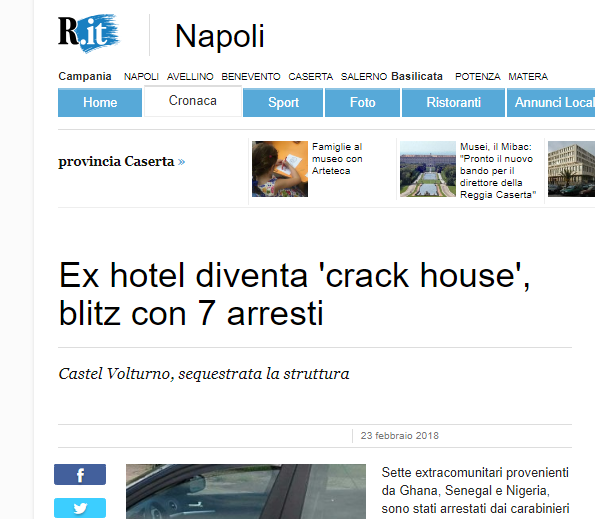 R.it Napoli
Campania NAPOLI AVELLINO BENEVENTO CASERTA SALERNO Basilicata POTENZA MATERA
Home Cronaca Sport Foto Ristoranti Annunci Local
provincia Caserta »
Famiglie al
museo con
Arteteca
Musei, il Mibac:
"Pronto il nuovo
bando per il
direttore della
Reggia Caserta"
Ex hotel diventa 'crack house',
blitz con 7 arresti
Castel Volturno, sequestrata la struttura
23 febbraio 2018
Sette extracomunitari provenienti
da Ghana, Senegal e Nigeria,
sono stati arrestati dai carabinieri